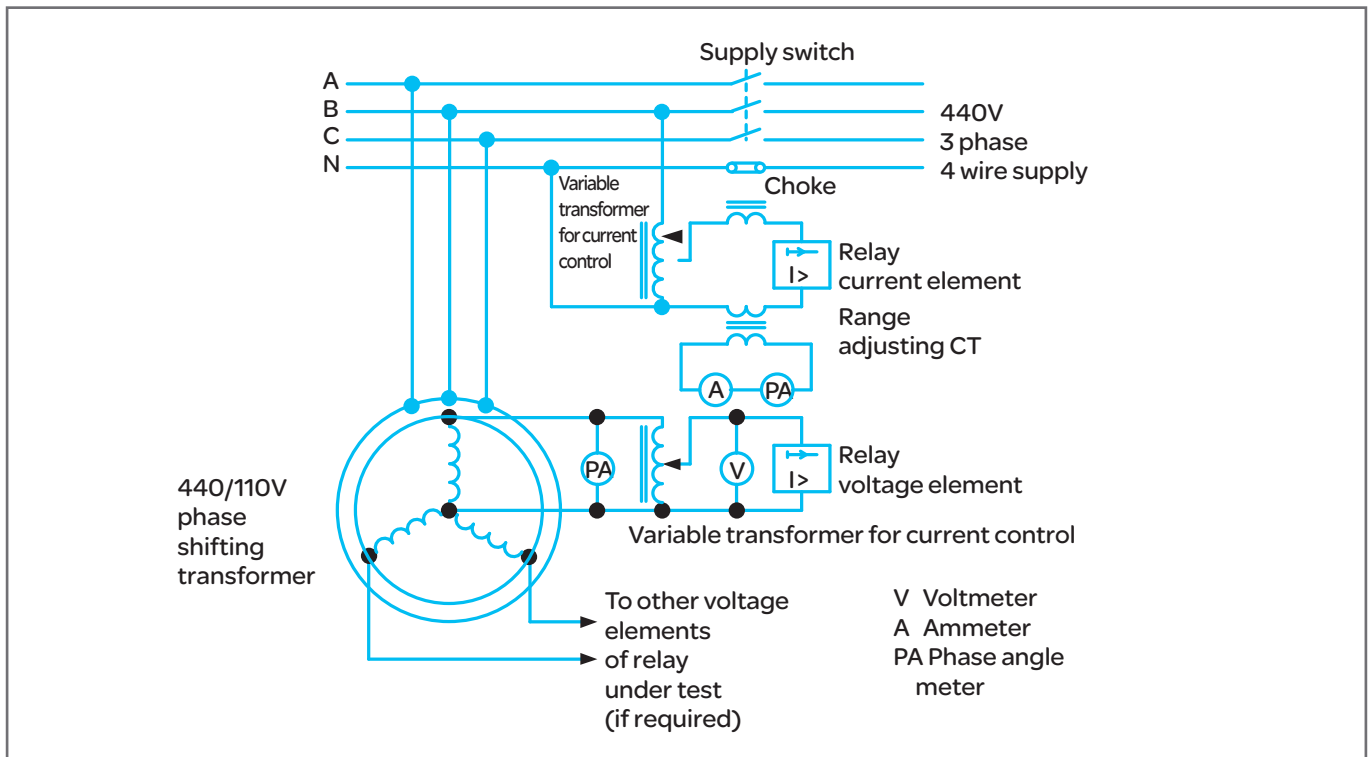 Supply switch
A
B
C
N
440V
3 phase
4 wire supply
Variable
transformer
for current
control
Choke
I>
Relay
current element
Range
adjusting CT
A
PA
PA
V
I>
Relay
voltage element
440/110V
phase
shifting
transformer
Variable transformer for current control
To other voltage
elements
of relay
under test
(if required)
V Voltmeter
A Ammeter
PA Phase angle
meter